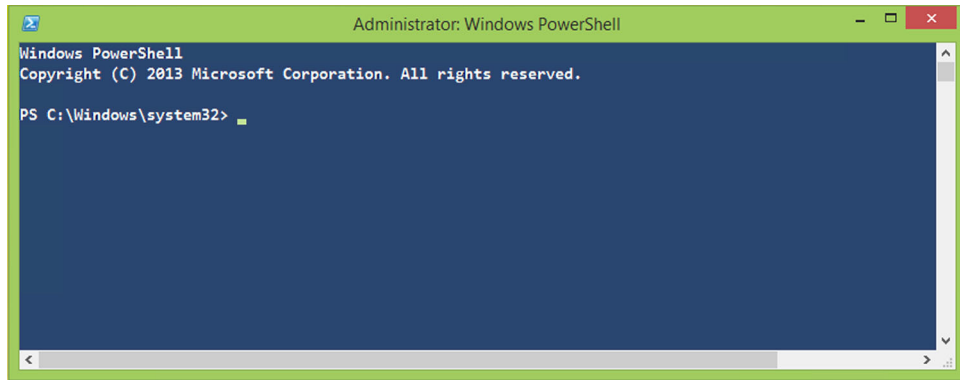 Administrator: Windows PowerShell
Windows PowerShell
Copyright (C) 2013 Microsoft Corporation. All rights reserved.
PS C:\Windows\system32>